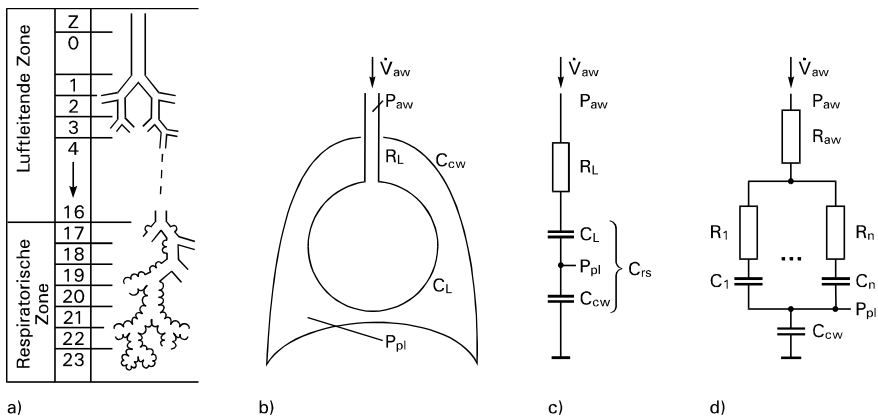 Luftleitende Zone
Respiratorische
Zone
Z
0
1
2
3
4
16
17
18
19
20
21
22
23
a)
V̇aw
Paw
RL
Ccw
CL
Ppl
b)
V̇aw
Paw
RL
CL
Ppl
Crs
Ccw
c)
V̇aw
Paw
Raw
R1
Rn
...
C1
Cn
Ppl
Ccw
d)